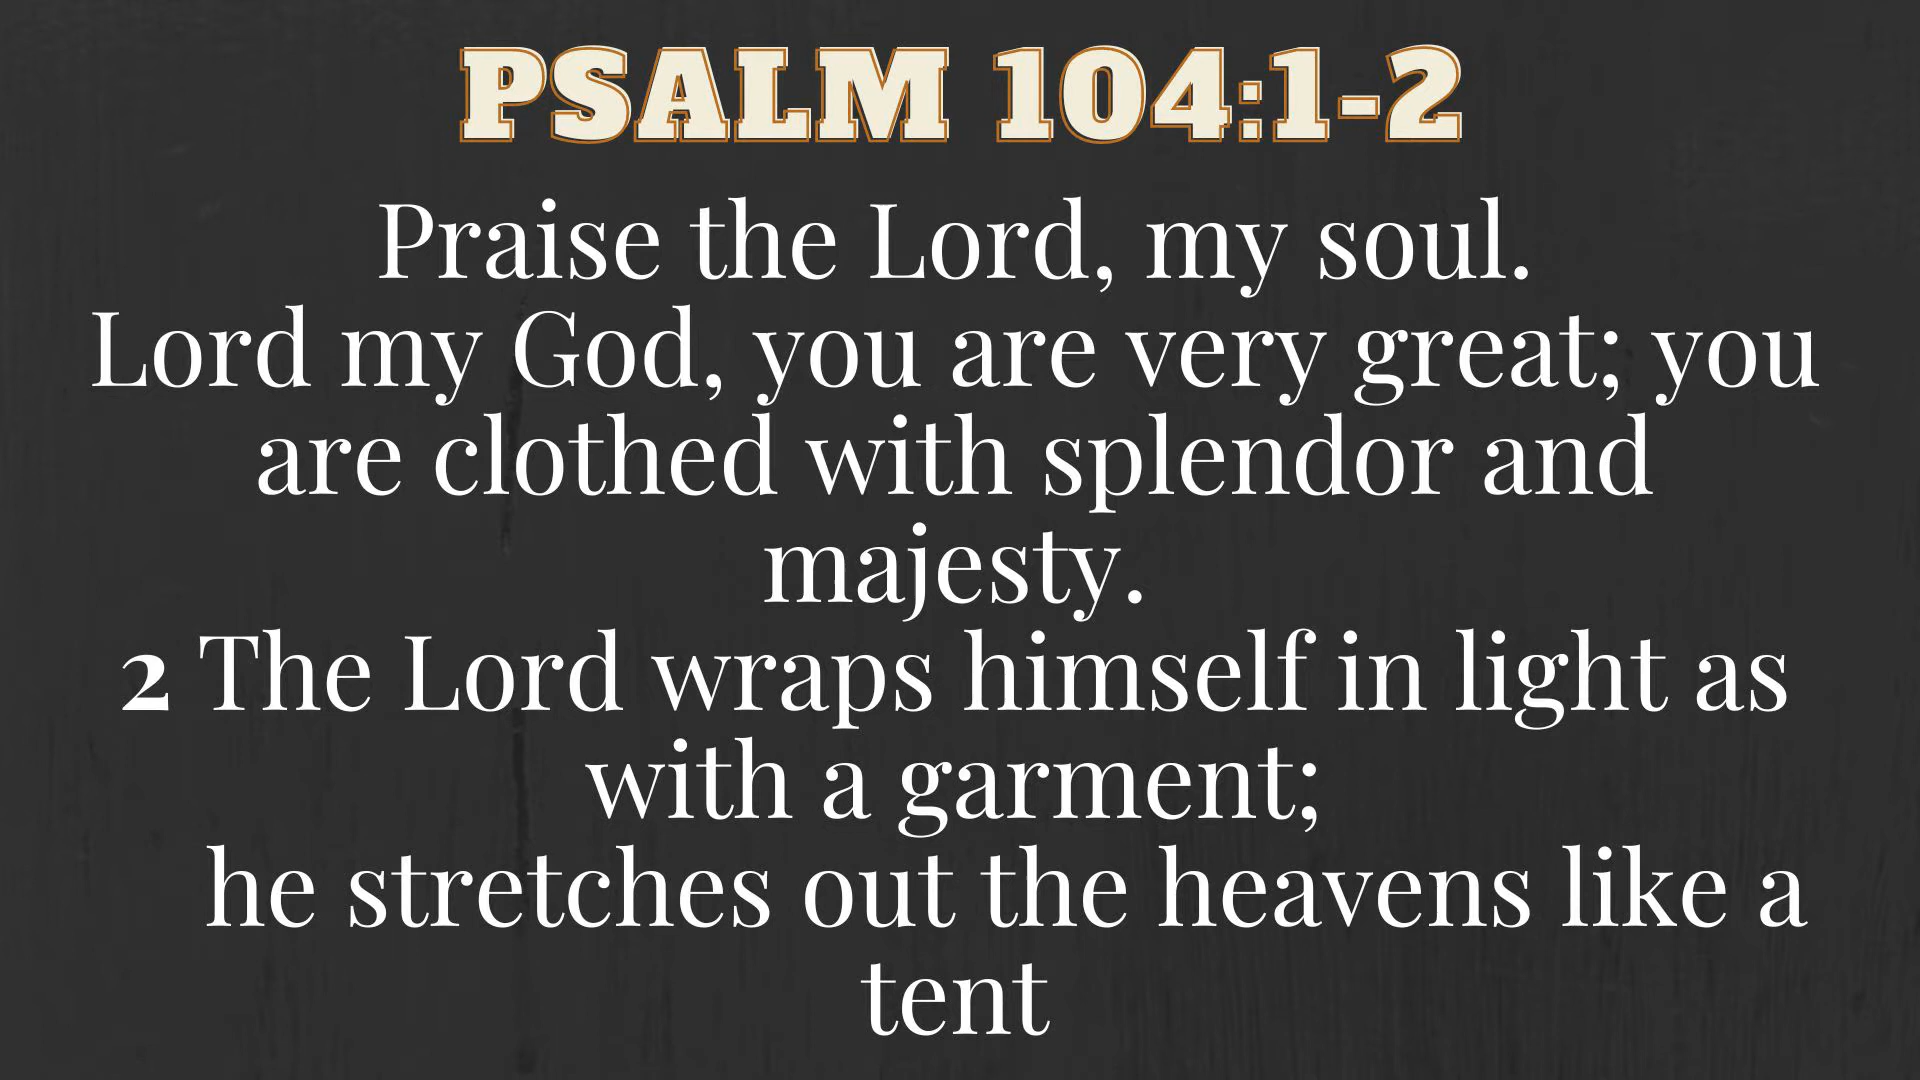 PSALM 104:1-2
Praise the Lord, my soul.
Lord my God, you are very great; you
are clothed with splendor and
majesty.
2 The Lord wraps himself in light as
with a garment;
he stretches out the heavens like a
tent